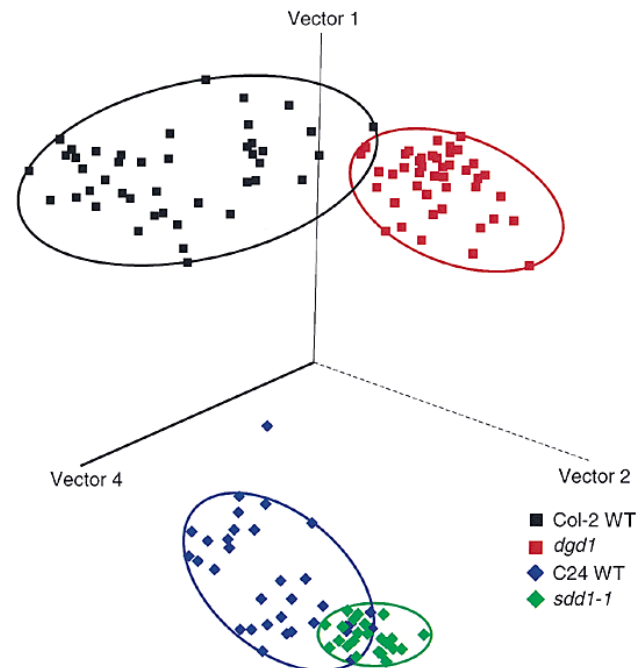 Vector 1
Vector 4
Vector 2
Col-2 WT
dgd1
C24 WT
sdd1-1